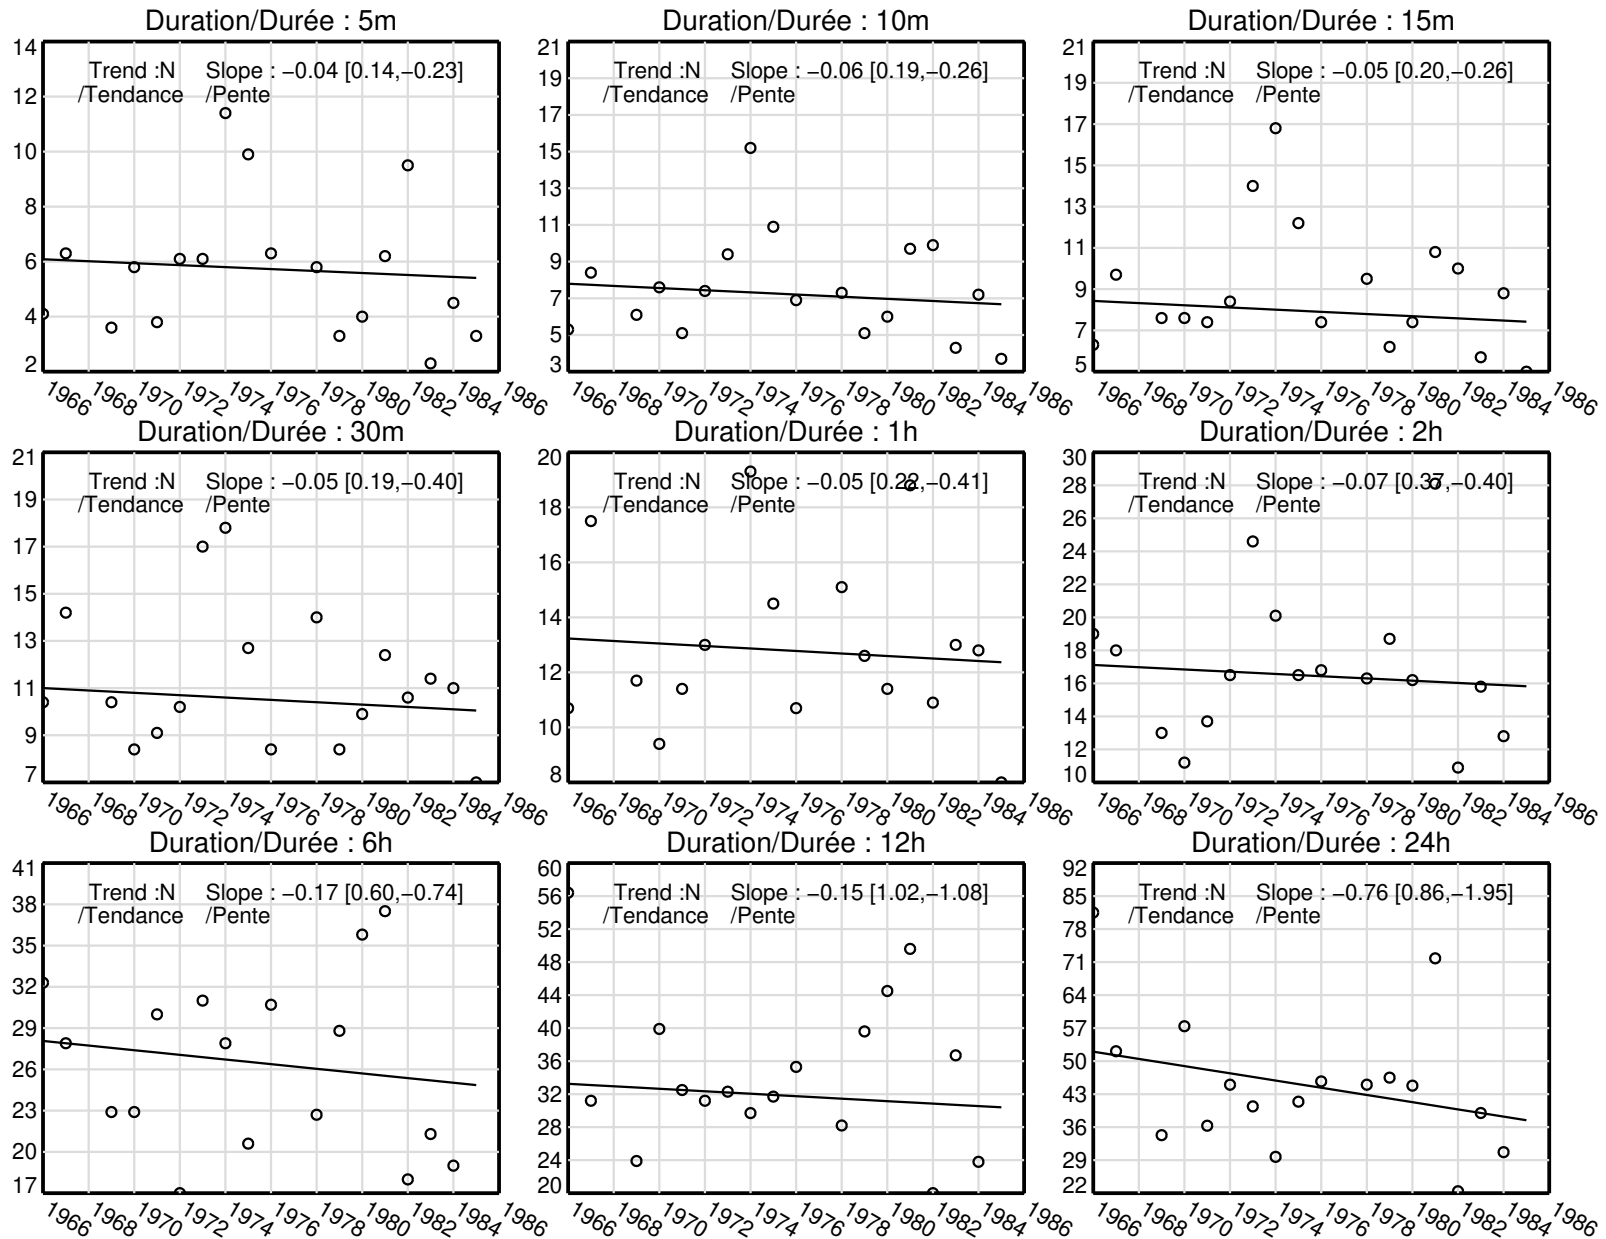 Duration/Durée : 5m
Trend :N Slope : −0.04 [0.14,−0.23]
/Tendance /Pente
14
12
10
8
6
4
2
1966 1968 1970 1972 1974 1976 1978 1980 1982 1984 1986
Duration/Durée : 10m
Trend :N Slope : −0.06 [0.19,−0.26]
/Tendance /Pente
21
19
17
15
13
11
9
7
5
3
1966 1968 1970 1972 1974 1976 1978 1980 1982 1984 1986
Duration/Durée : 15m
Trend :N Slope : −0.05 [0.20,−0.26]
/Tendance /Pente
21
19
17
15
13
11
9
7
5
1966 1968 1970 1972 1974 1976 1978 1980 1982 1984 1986
Duration/Durée : 30m
Trend :N Slope : −0.05 [0.19,−0.40]
/Tendance /Pente
21
19
17
15
13
11
9
7
1966 1968 1970 1972 1974 1976 1978 1980 1982 1984 1986
Duration/Durée : 1h
Trend :N Slope : −0.05 [0.22,−0.41]
/Tendance /Pente
20
18
16
14
12
10
8
1966 1968 1970 1972 1974 1976 1978 1980 1982 1984 1986
Duration/Durée : 2h
Trend :N Slope : −0.07 [0.37,−0.40]
/Tendance /Pente
30
28
26
24
22
20
18
16
14
12
10
1966 1968 1970 1972 1974 1976 1978 1980 1982 1984 1986
Duration/Durée : 6h
Trend :N Slope : −0.17 [0.60,−0.74]
/Tendance /Pente
41
38
35
32
29
26
23
20
17
1966 1968 1970 1972 1974 1976 1978 1980 1982 1984 1986
Duration/Durée : 12h
Trend :N Slope : −0.15 [1.02,−1.08]
/Tendance /Pente
60
56
52
48
44
40
36
32
28
24
20
1966 1968 1970 1972 1974 1976 1978 1980 1982 1984 1986
Duration/Durée : 24h
Trend :N Slope : −0.76 [0.86,−1.95]
/Tendance /Pente
92
85
78
71
64
57
50
43
36
29
22
1966 1968 1970 1972 1974 1976 1978 1980 1982 1984 1986